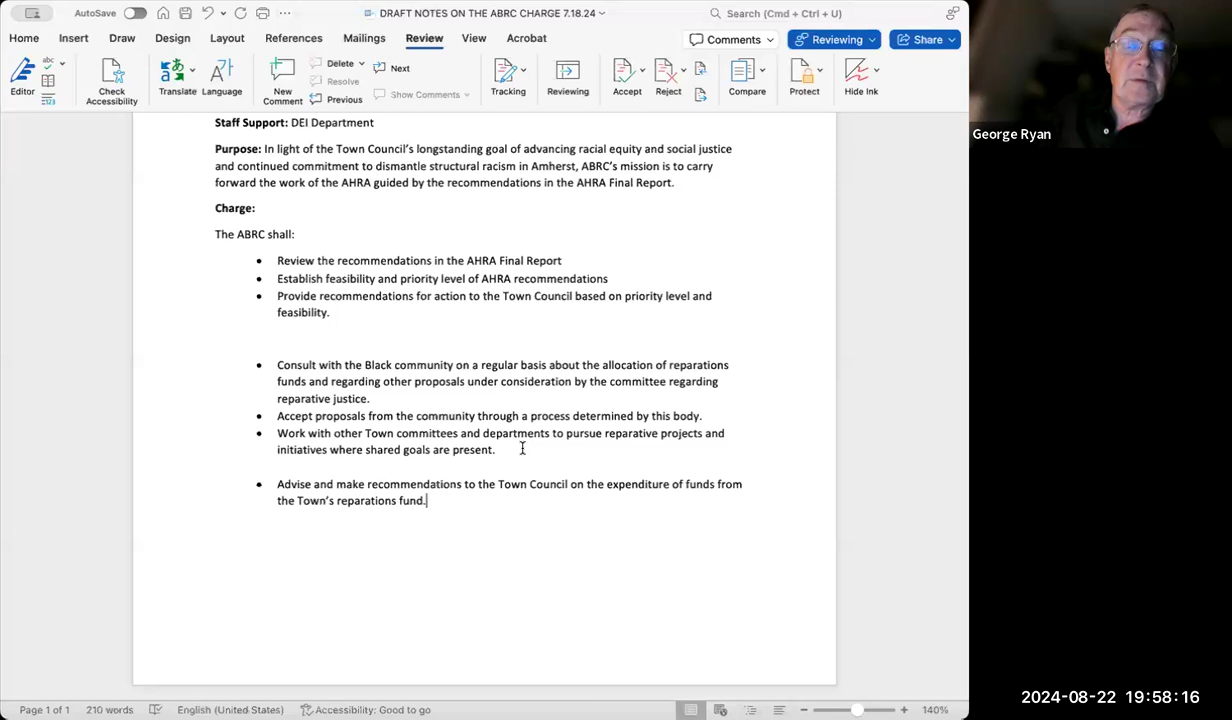 AutoSave
DRAFT NOTES ON THE ABRC CHARGE 7.18.24
Search (Cmd + Ctrl + U)
Home Insert Draw Design Layout References Mailings Review View Acrobat
Comments Reviewing Share
Editor
Check Accessibility
Translate Language
New Comment
Delete
Resolve
Previous
Next
Show Comments
Tracking Reviewing Accept Reject Compare Protect Hide Ink
George Ryan
Staff Support: DEI Department
Purpose: In light of the Town Council's longstanding goal of advancing racial equity and social justice
and continued commitment to dismantle structural racism in Amherst, ABRC's mission is to carry
forward the work of the AHRA guided by the recommendations in the AHRA Final Report.
Charge:
The ABRC shall:
• Review the recommendations in the AHRA Final Report
• Establish feasibility and priority level of AHRA recommendations
• Provide recommendations for action to the Town Council based on priority level and
feasibility.
• Consult with the Black community on a regular basis about the allocation of reparations
funds and regarding other proposals under consideration by the committee regarding
reparative justice.
• Accept proposals from the community through a process determined by this body.
• Work with other Town committees and departments to pursue reparative projects and
initiatives where shared goals are present.
• Advise and make recommendations to the Town Council on the expenditure of funds from
the Town's reparations fund.
2024-08-22 19:58:16
Page 1 of 1 210 words English (United States) Accessibility: Good to go 140%